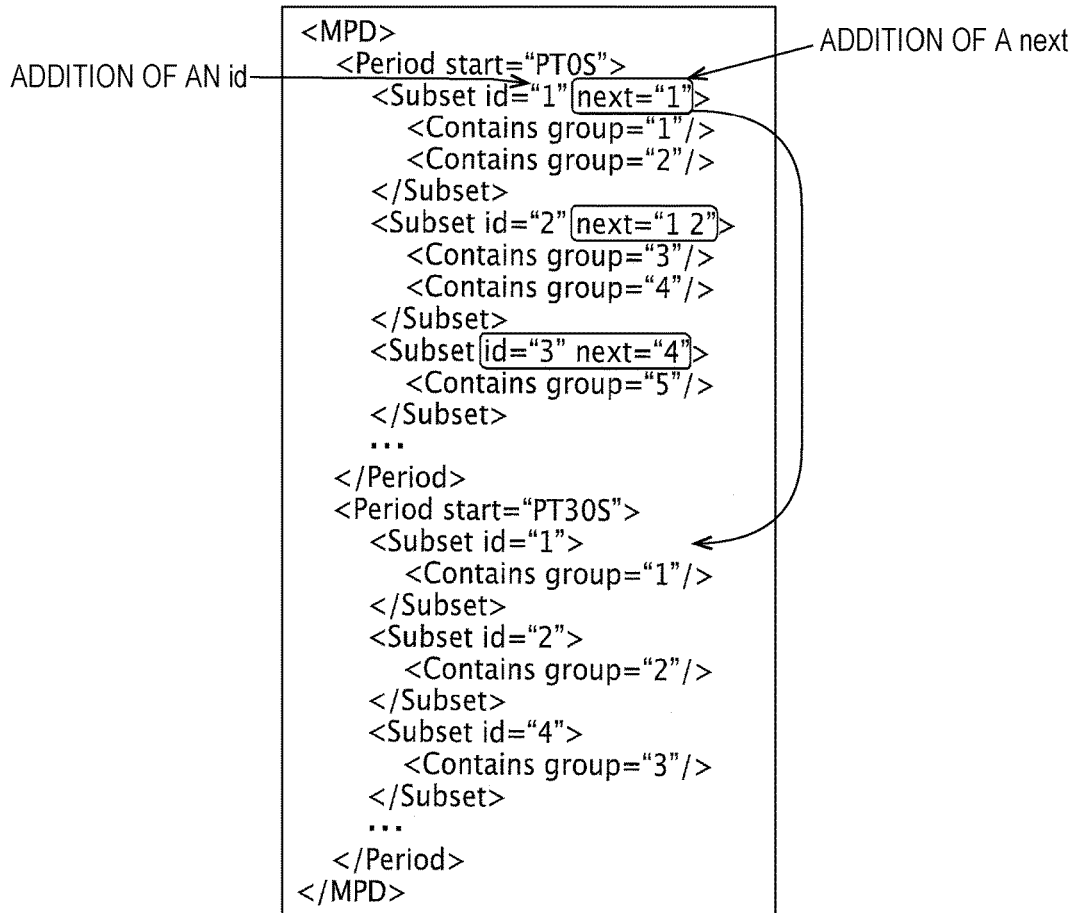 <MPD>
ADDITION OF A next
<Period start=“PT0S”>
ADDITION OF AN id
<Subset id=“1” next=“1”>
<Contains group=“1”/>
<Contains group=“2”/>
</Subset>
<Subset id=“2” next=“1 2”>
<Contains group=“3”/>
<Contains group=“4”/>
</Subset>
<Subset id=“3” next=“4”>
<Contains group=“5”/>
</Subset>
...
</Period>
<Period start=“PT30S”>
<Subset id=“1”>
<Contains group=“1”/>
</Subset>
<Subset id=“2”>
<Contains group=“2”/>
</Subset>
<Subset id=“4”>
<Contains group=“3”/>
</Subset>
...
</Period>
</MPD>